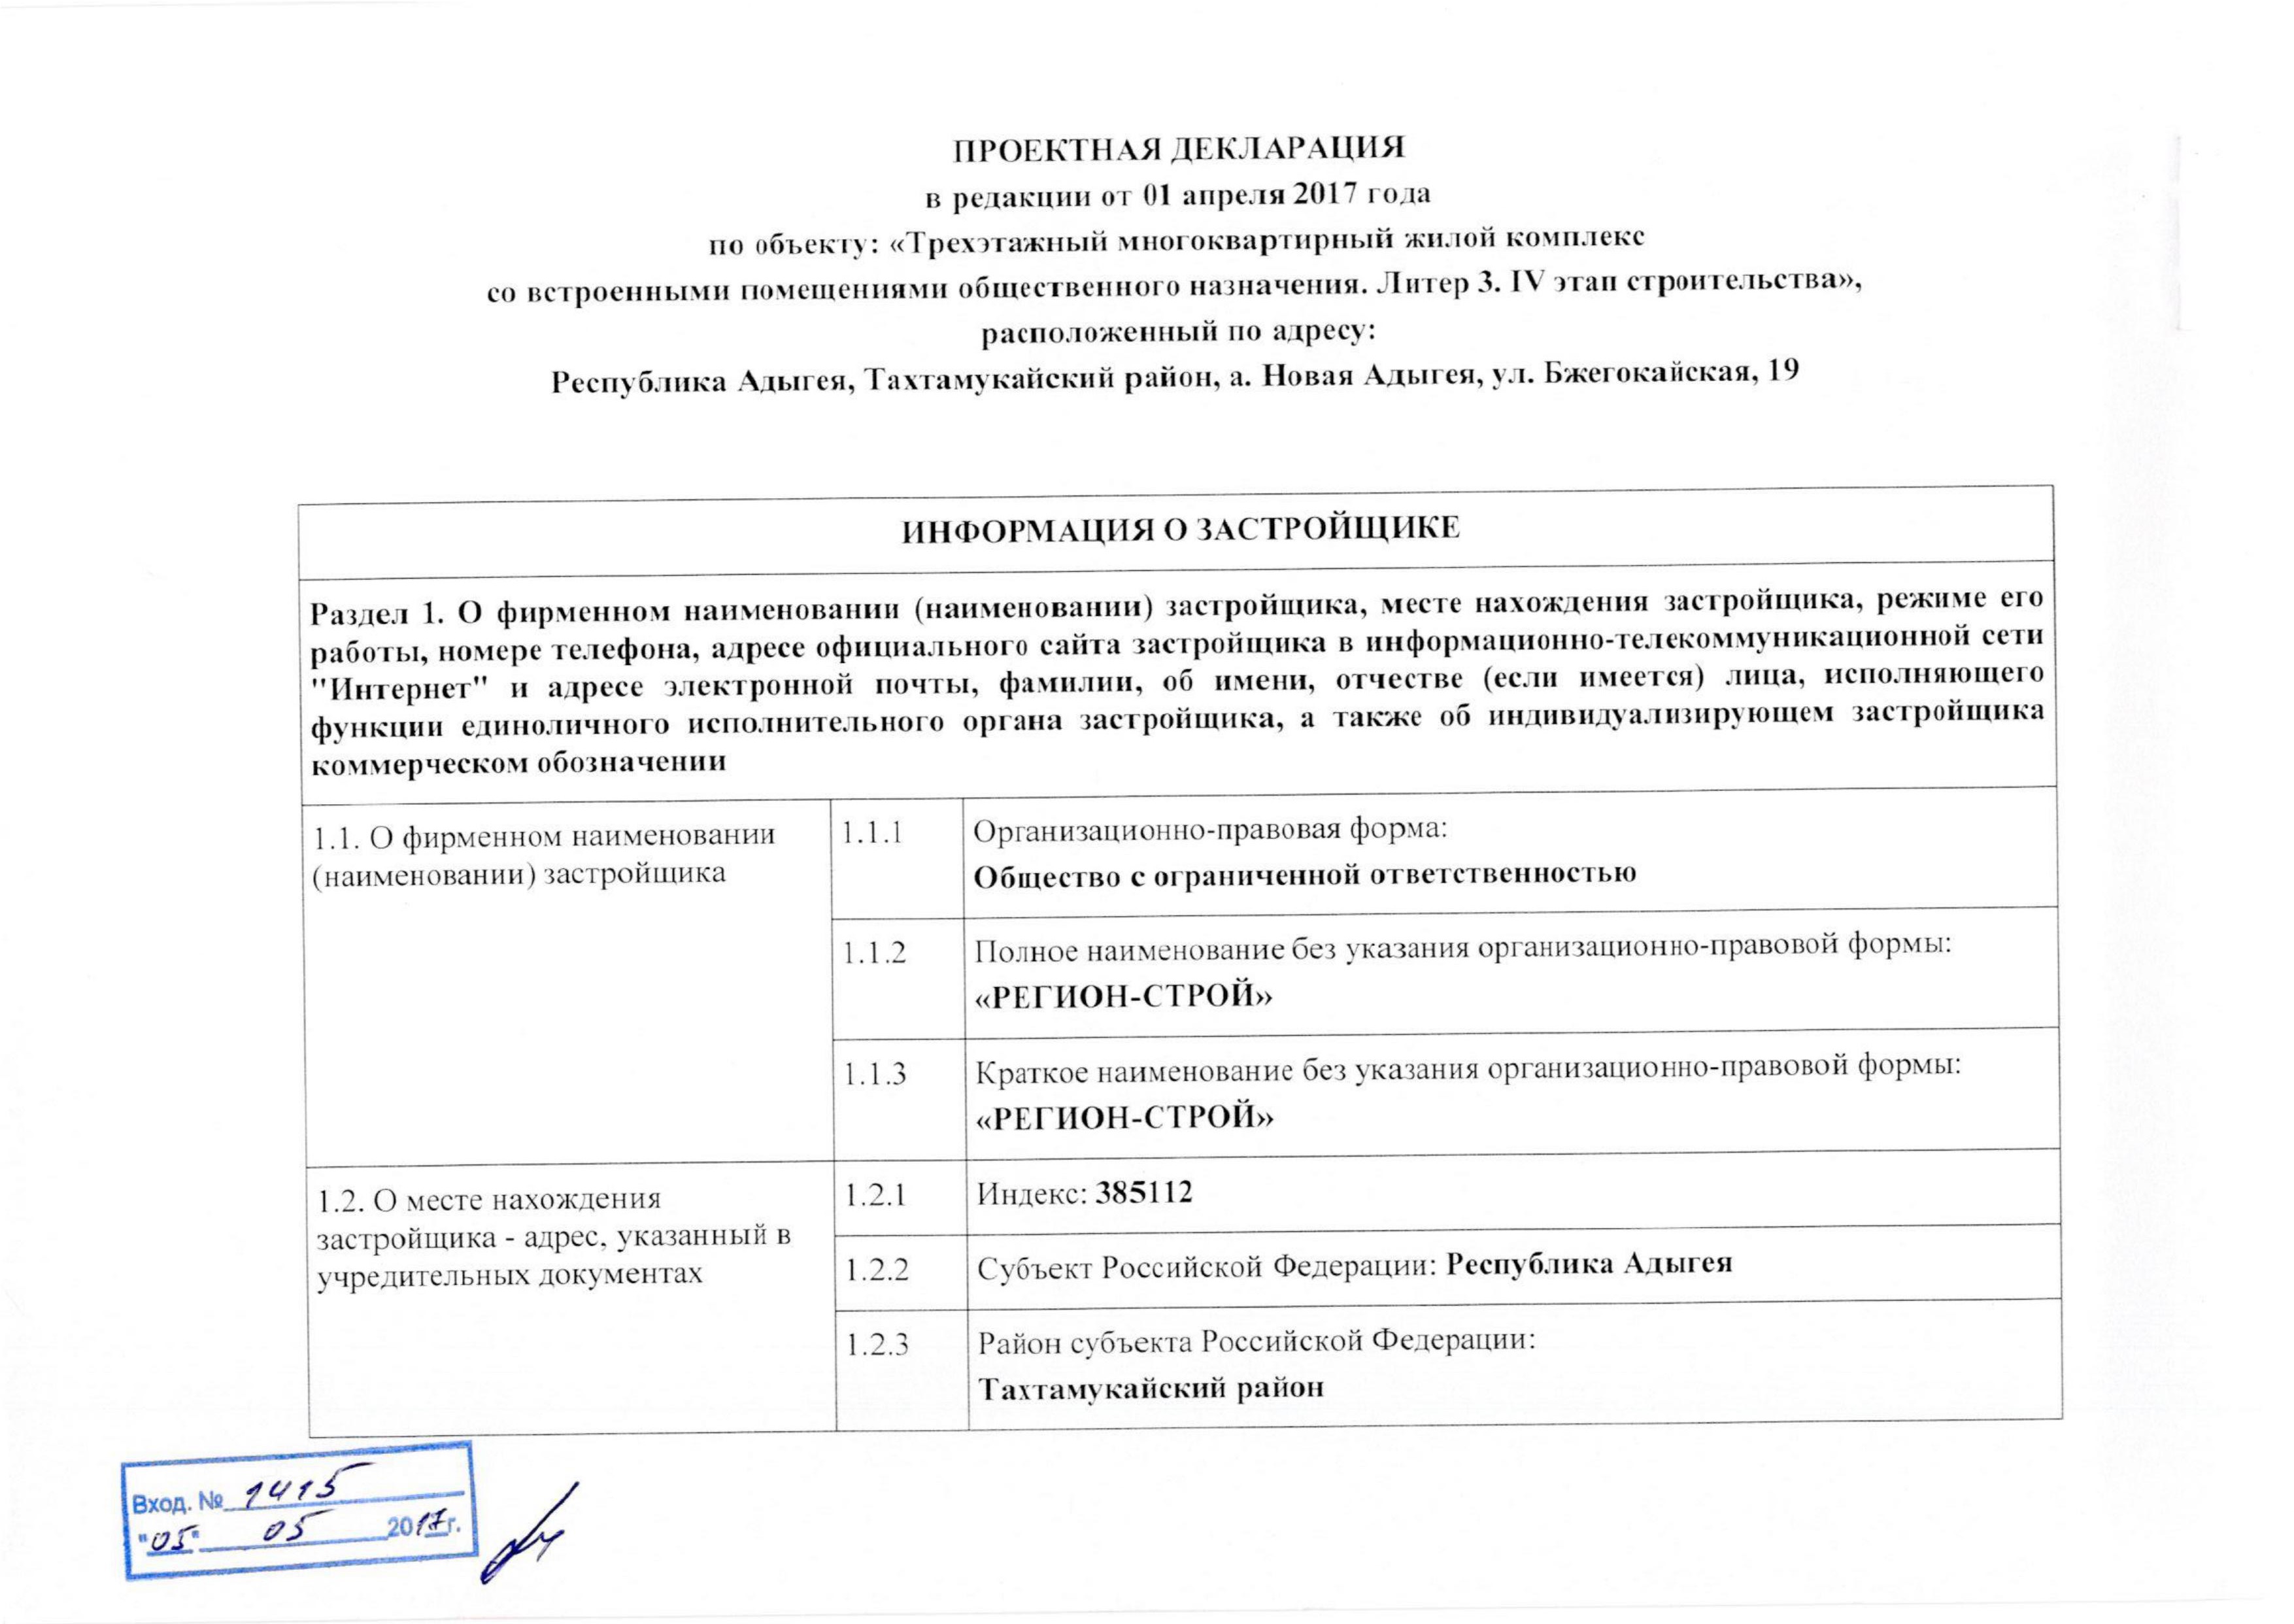 ПРОЕКТНАЯ ДЕКЛАРАЦИЯ
в редакции от 01 апреля 2017 года
по объекту: «Трехэтажный многоквартирный жилой комплекс
со встроенными помещениями общественного назначения. Литер 3. IV этап строительства»,
расположенный по адресу:
Республика Адыгея, Тахтамукайский район, а. Новая Адыгея, ул. Бжегокайская, 19
ИНФОРМАЦИЯ О ЗАСТРОЙЩИКЕ
Раздел 1. О фирменном наименовании (наименовании) застройщика, месте нахождения застройщика, режиме его
работы, номере телефона, адресе официального сайта застройщика в информационно-телекоммуникационной сети
"Интернет" и адресе электронной почты, фамилии, об имени, отчестве (если имеется) лица, исполняющего
функции единоличного исполнительного органа застройщика, а также об индивидуализирующем застройщика
коммерческом обозначении
1.1. О фирменном наименовании
(наименовании) застройщика
1.1.1
Организационно-правовая форма:
Общество с ограниченной ответственностью
1.1.2
Полное наименование без указания организационно-правовой формы:
«РЕГИОН-СТРОЙ»
1.1.3
Краткое наименование без указания организационно-правовой формы:
«РЕГИОН-СТРОЙ»
1.2. О месте нахождения
застройщика - адрес, указанный в
учредительных документах
1.2.1
Индекс: 385112
1.2.2
Субъект Российской Федерации: Республика Адыгея
1.2.3
Район субъекта Российской Федерации:
Тахтамукайский район
Вход. № 1415
"05" 05 2017г.